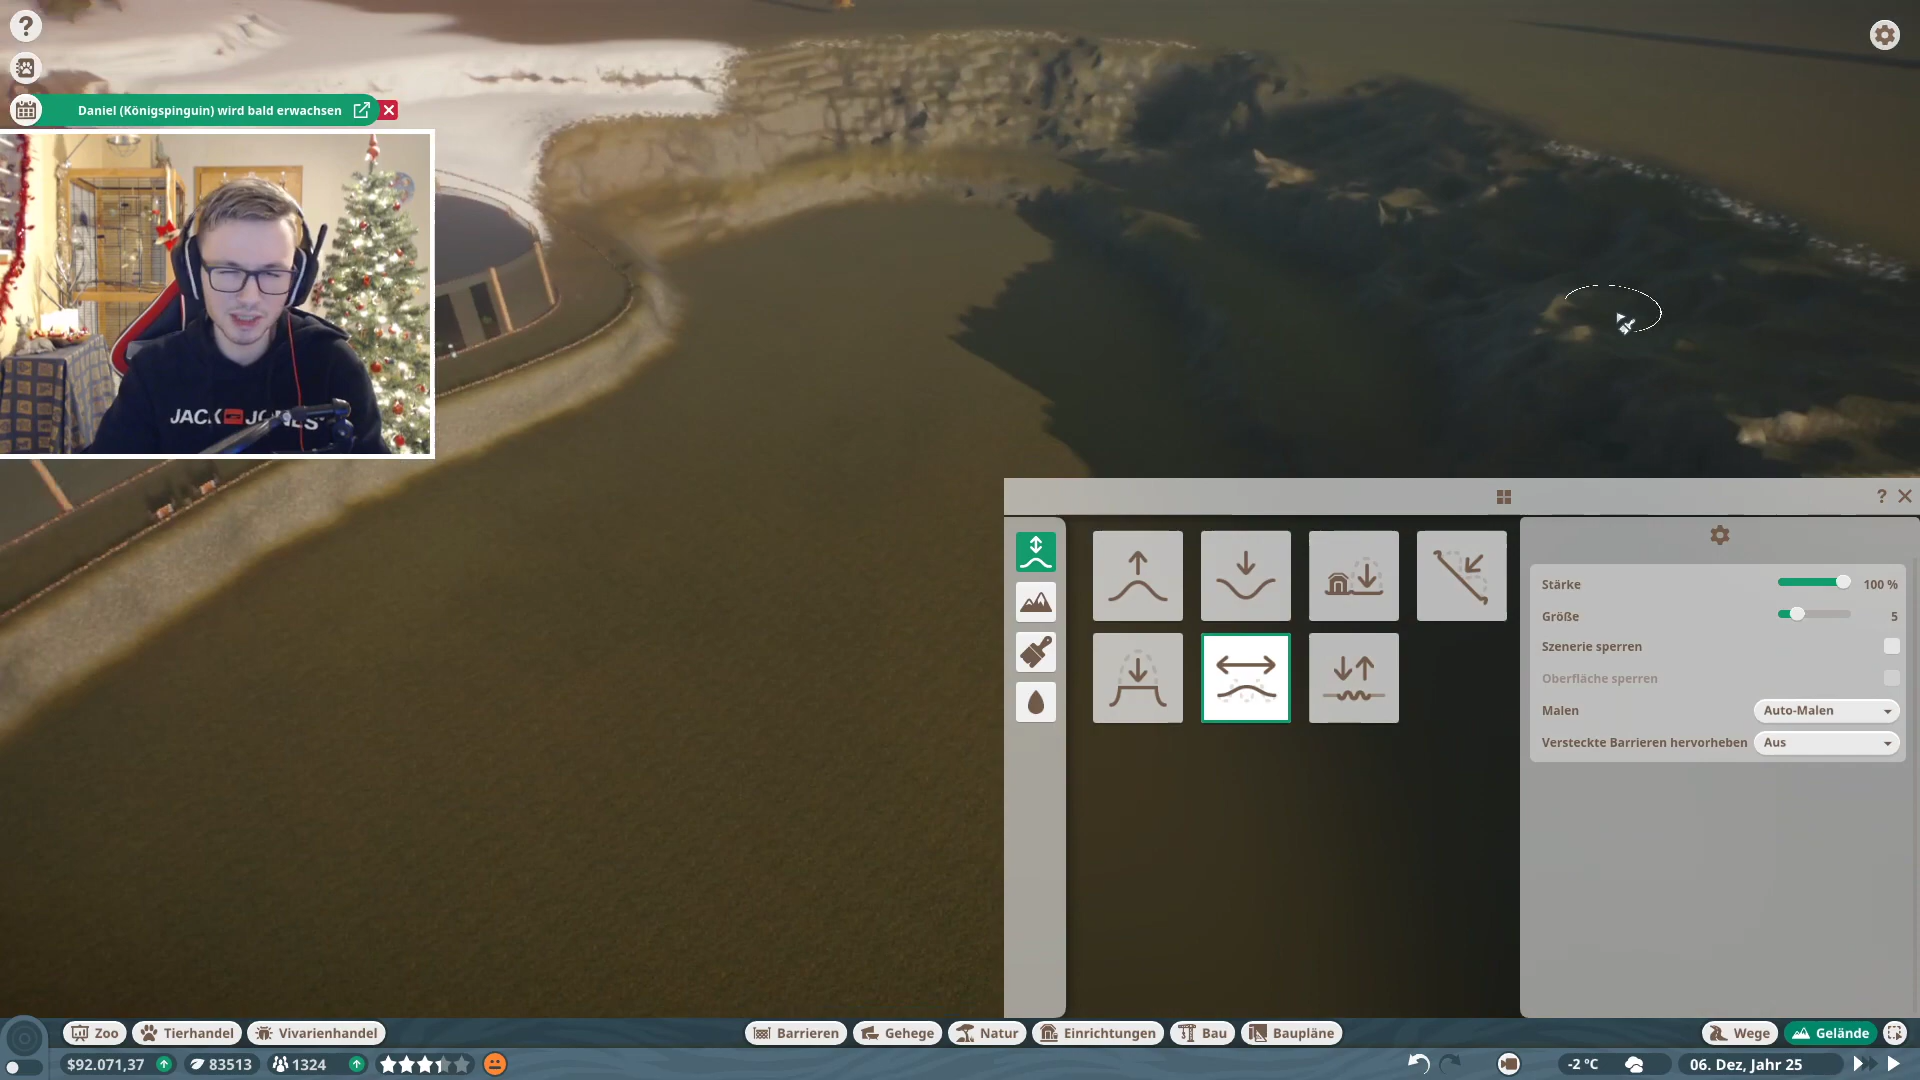 ?
Daniel (Königspinguin) wird bald erwachsen
JACK JONES
?
Stärke 100 %
Größe 5
Szenerie sperren
Oberfläche sperren
Malen Auto-Malen
Versteckte Barrieren hervorheben Aus
Zoo Tierhandel Vivarienhandel Barrieren Gehege Natur Einrichtungen Bau Baupläne Wege Gelände
$92.071,37 83513 1324 -2 °C 06. Dez, Jahr 25